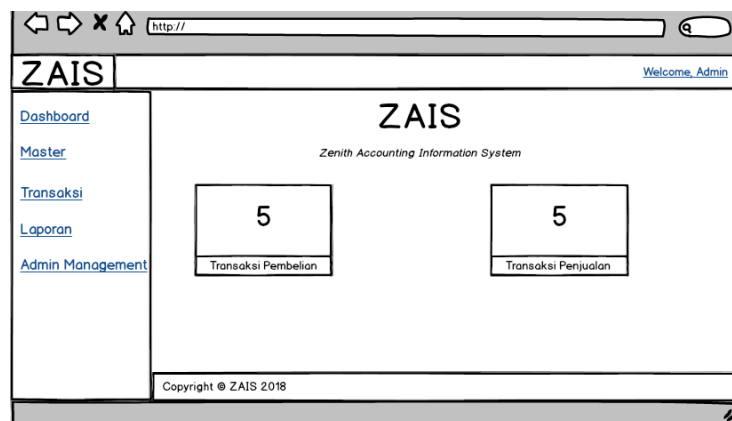 http://
ZAIS
Welcome, Admin
Dashboard
Master
Transaksi
Laporan
Admin Management
ZAIS
Zenith Accounting Information System
5
Transaksi Pembelian
5
Transaksi Penjualan
Copyright © ZAIS 2018